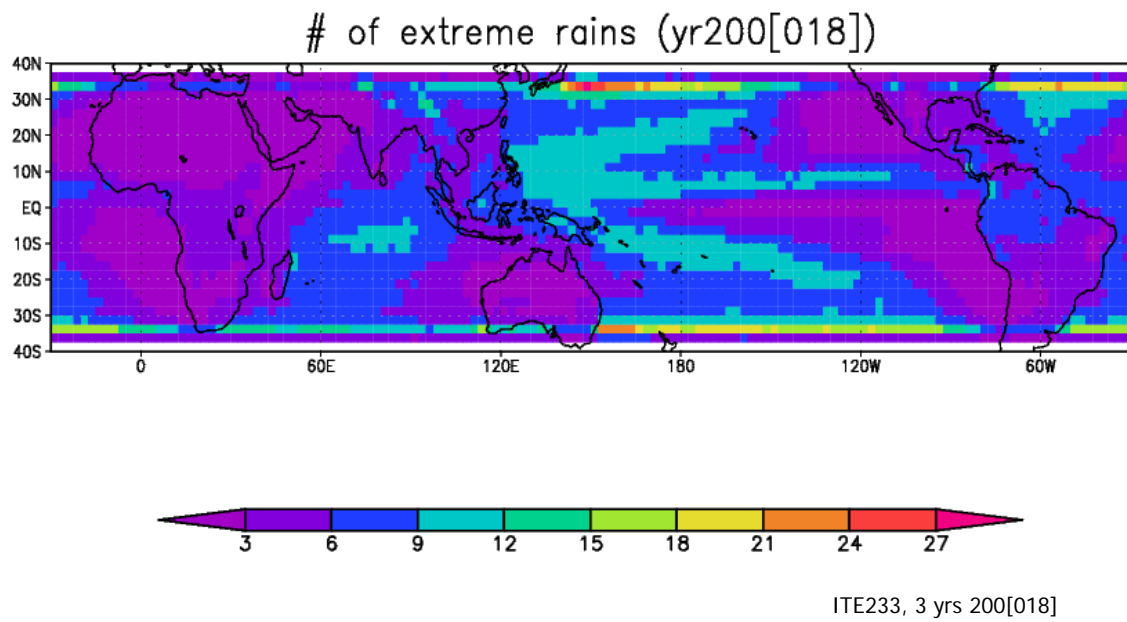 # of extreme rains (yr200[018])
40N
30N
20N
10N
EQ
10S
20S
30S
40S
0 60E 120E 180 120W 60W
3 6 9 12 15 18 21 24 27
ITE233, 3 yrs 200[018]